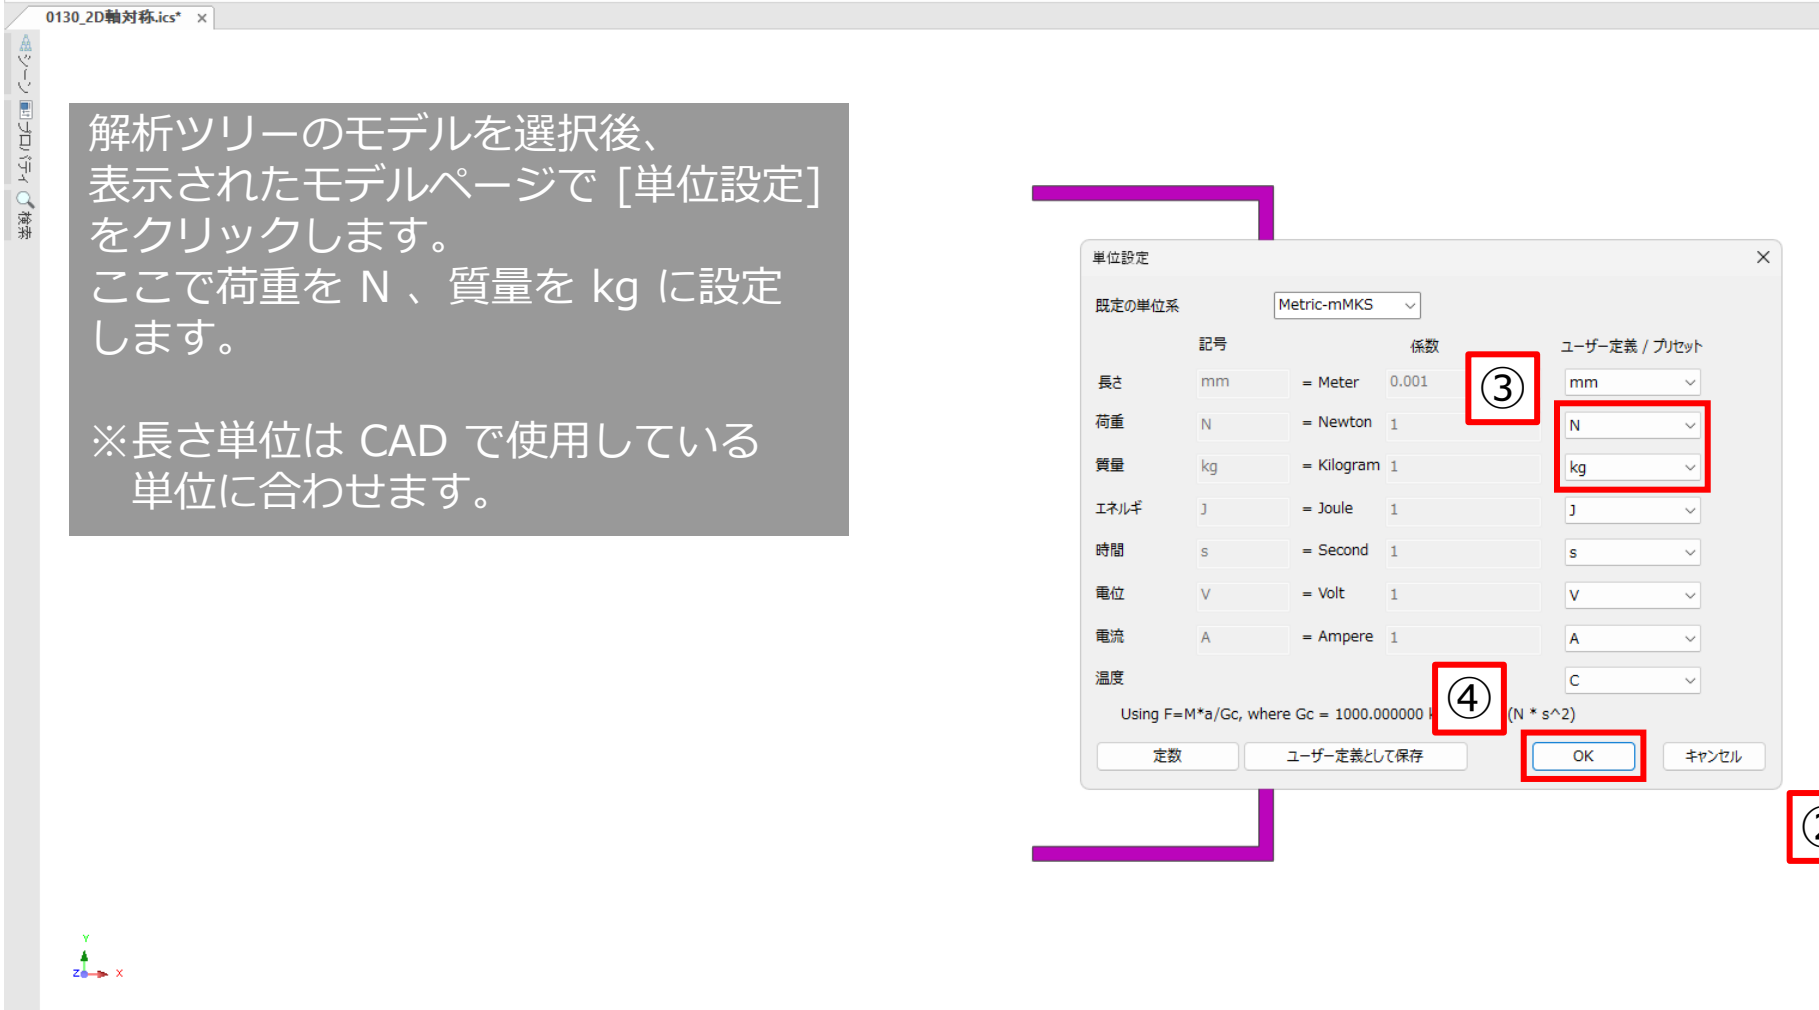 0130_2D軸対称.ics* ×
シーン
プロパティ
検索
解析ツリーのモデルを選択後、
表示されたモデルページで [単位設定]
をクリックします。
ここで荷重を N 、質量を kg に設定
します。
※長さ単位は CAD で使用している
単位に合わせます。
単位設定
既定の単位系 Metric-mMKS
記号 係数 ユーザー定義 / プリセット
長さ mm = Meter 0.001 mm
③
荷重 N = Newton 1 N
質量 kg = Kilogram 1 kg
エネルギ J = Joule 1 J
時間 s = Second 1 s
電位 V = Volt 1 V
電流 A = Ampere 1 A
温度 C
④
Using F=M*a/Gc, where Gc = 1000.000000 (N * s^2)
定数 ユーザー定義として保存 OK キャンセル
Y
Z X